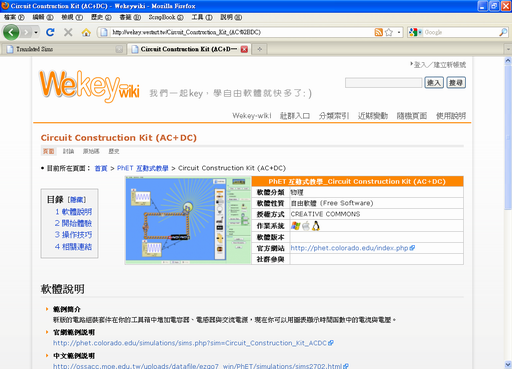 Circuit Construction Kit (AC+DC) - Wekeywiki - Mozilla Firefox
檔案(F) 編輯(E) 檢視(V) 歷史(S) 書籤(B) ScrapBook(C) 工具(T) 說明(H)
http://wekey.westart.tw/Circuit_Construction_Kit_(AC%2BDC) Google
Translated Sims Circuit Construction Kit (AC+D...
登入／建立新帳號
進入 搜尋
Wekey wiki 我們一起key，學自由軟體就快多了:)
Wekey-wiki 社群入口 分類索引 近期變動 隨機頁面 使用說明
Circuit Construction Kit (AC+DC)
頁面 討論 原始碼 歷史
目前所在頁面： 首頁 > PhET 互動式教學 > Circuit Construction Kit (AC+DC)
目錄 [隱藏]
1 軟體說明
2 開始體驗
3 操作技巧
4 相關連結
PhET 互動式教學_Circuit Construction Kit (AC+DC)
軟體分類 物理
軟體性質 自由軟體 (Free Software)
授權方式 CREATIVE COMMONS
作業系統
軟體版本
官方網站 http://phet.colorado.edu/index.php
社群參與
軟體說明
範例簡介
新版的電路組裝套件在你的工具箱中增加電容器、電感器與交流電源。現在你可以用圖表顯示時間函數中的電流與電壓。
官網範例說明
http://phet.colorado.edu/simulations/sims.php?sim=Circuit_Construction_Kit_ACDC
中文範例說明
http://ossacc.moe.edu.tw/uploads/datafile/ezgo7_win/PhET/simulations/sims2702.html